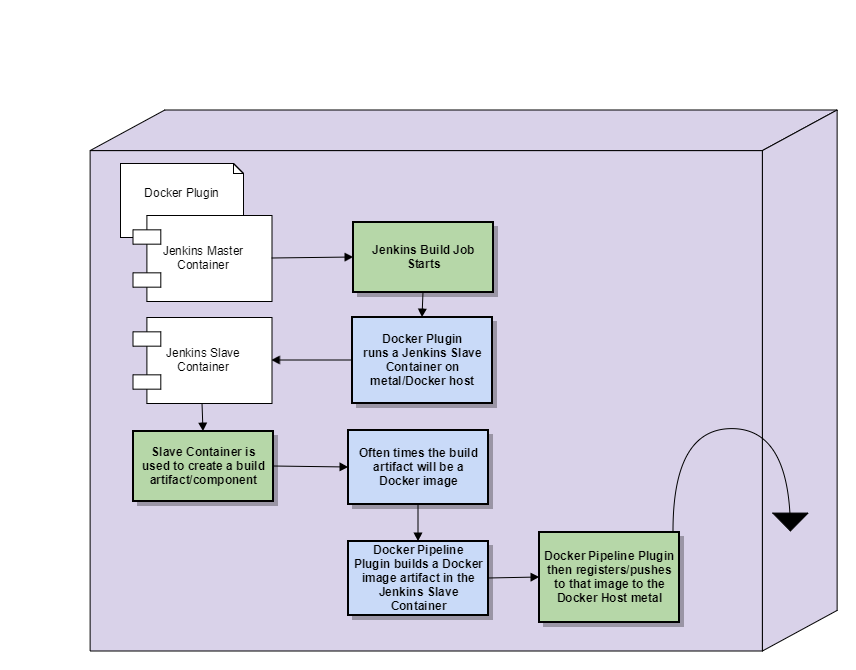 Docker Plugin
Jenkins Master
Container
Jenkins Build Job
Starts
Jenkins Slave
Container
Docker Plugin
runs a Jenkins Slave
Container on
metal/Docker host
Slave Container is
used to create a build
artifact/component
Often times the build
artifact will be a
Docker image
Docker Pipeline
Plugin builds a Docker
image artifact in the
Jenkins Slave
Container
Docker Pipeline Plugin
then registers/pushes
to that image to the
Docker Host metal